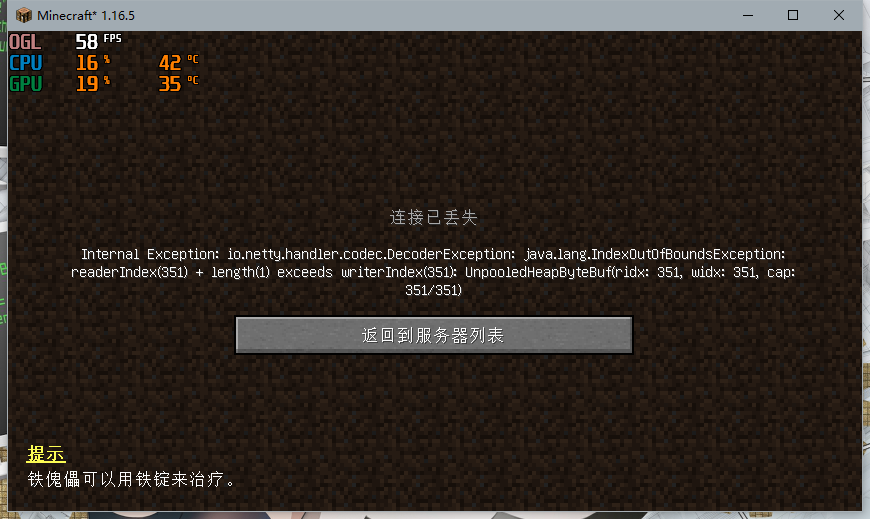 Minecraft* 1.16.5
OGL 58 FPS
CPU 16 % 42 °C
GPU 19 % 35 °C
连接已丢失
Internal Exception: io.netty.handler.codec.DecoderException: java.lang.IndexOutOfBoundsException:
readerIndex(351) + length(1) exceeds writerIndex(351): UnpooledHeapByteBuf(ridx: 351, widx: 351, cap:
351/351)
返回到服务器列表
提示
铁傀儡可以用铁锭来治疗。